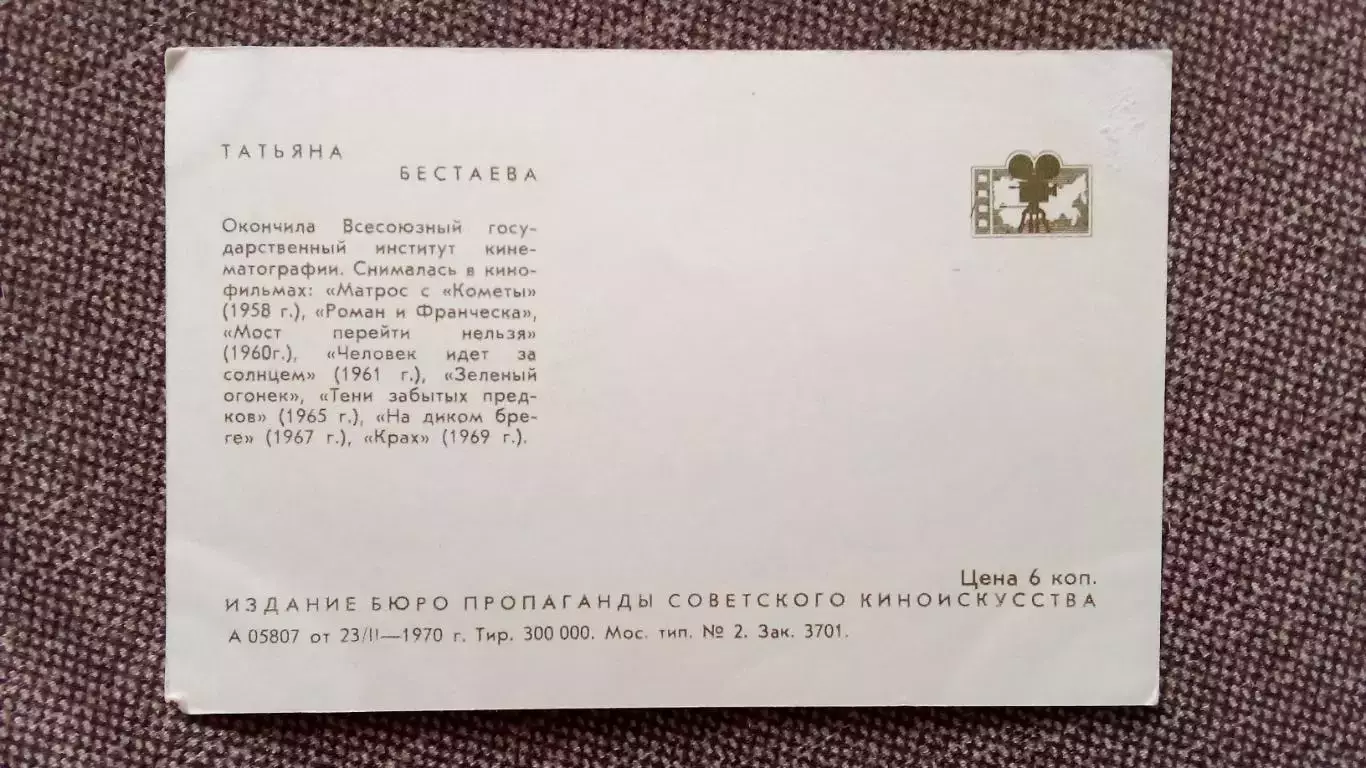 ТАТЬЯНА
БЕСТАЕВА
Окончила Всесоюзный госу-
дарственный институт кине-
матографии. Снималась в кино-
фильмах: «Матрос с «Кометы»
(1958 г.), «Роман и Франческа»,
«Мост перейти нельзя»
(1960г.), «Человек идет за
солнцем» (1961 г.), «Зеленый
огонек», «Тени забытых пред-
ков» (1965 г.), «На диком бре-
ге» (1967 г.), «Крах» (1969 г.).
Цена 6 коп.
ИЗДАНИЕ БЮРО ПРОПАГАНДЫ СОВЕТСКОГО КИНОИСКУССТВА
А 05807 от 23/II—1970 г. Тир. 300 000. Мос. тип. № 2. Зак. 3701.